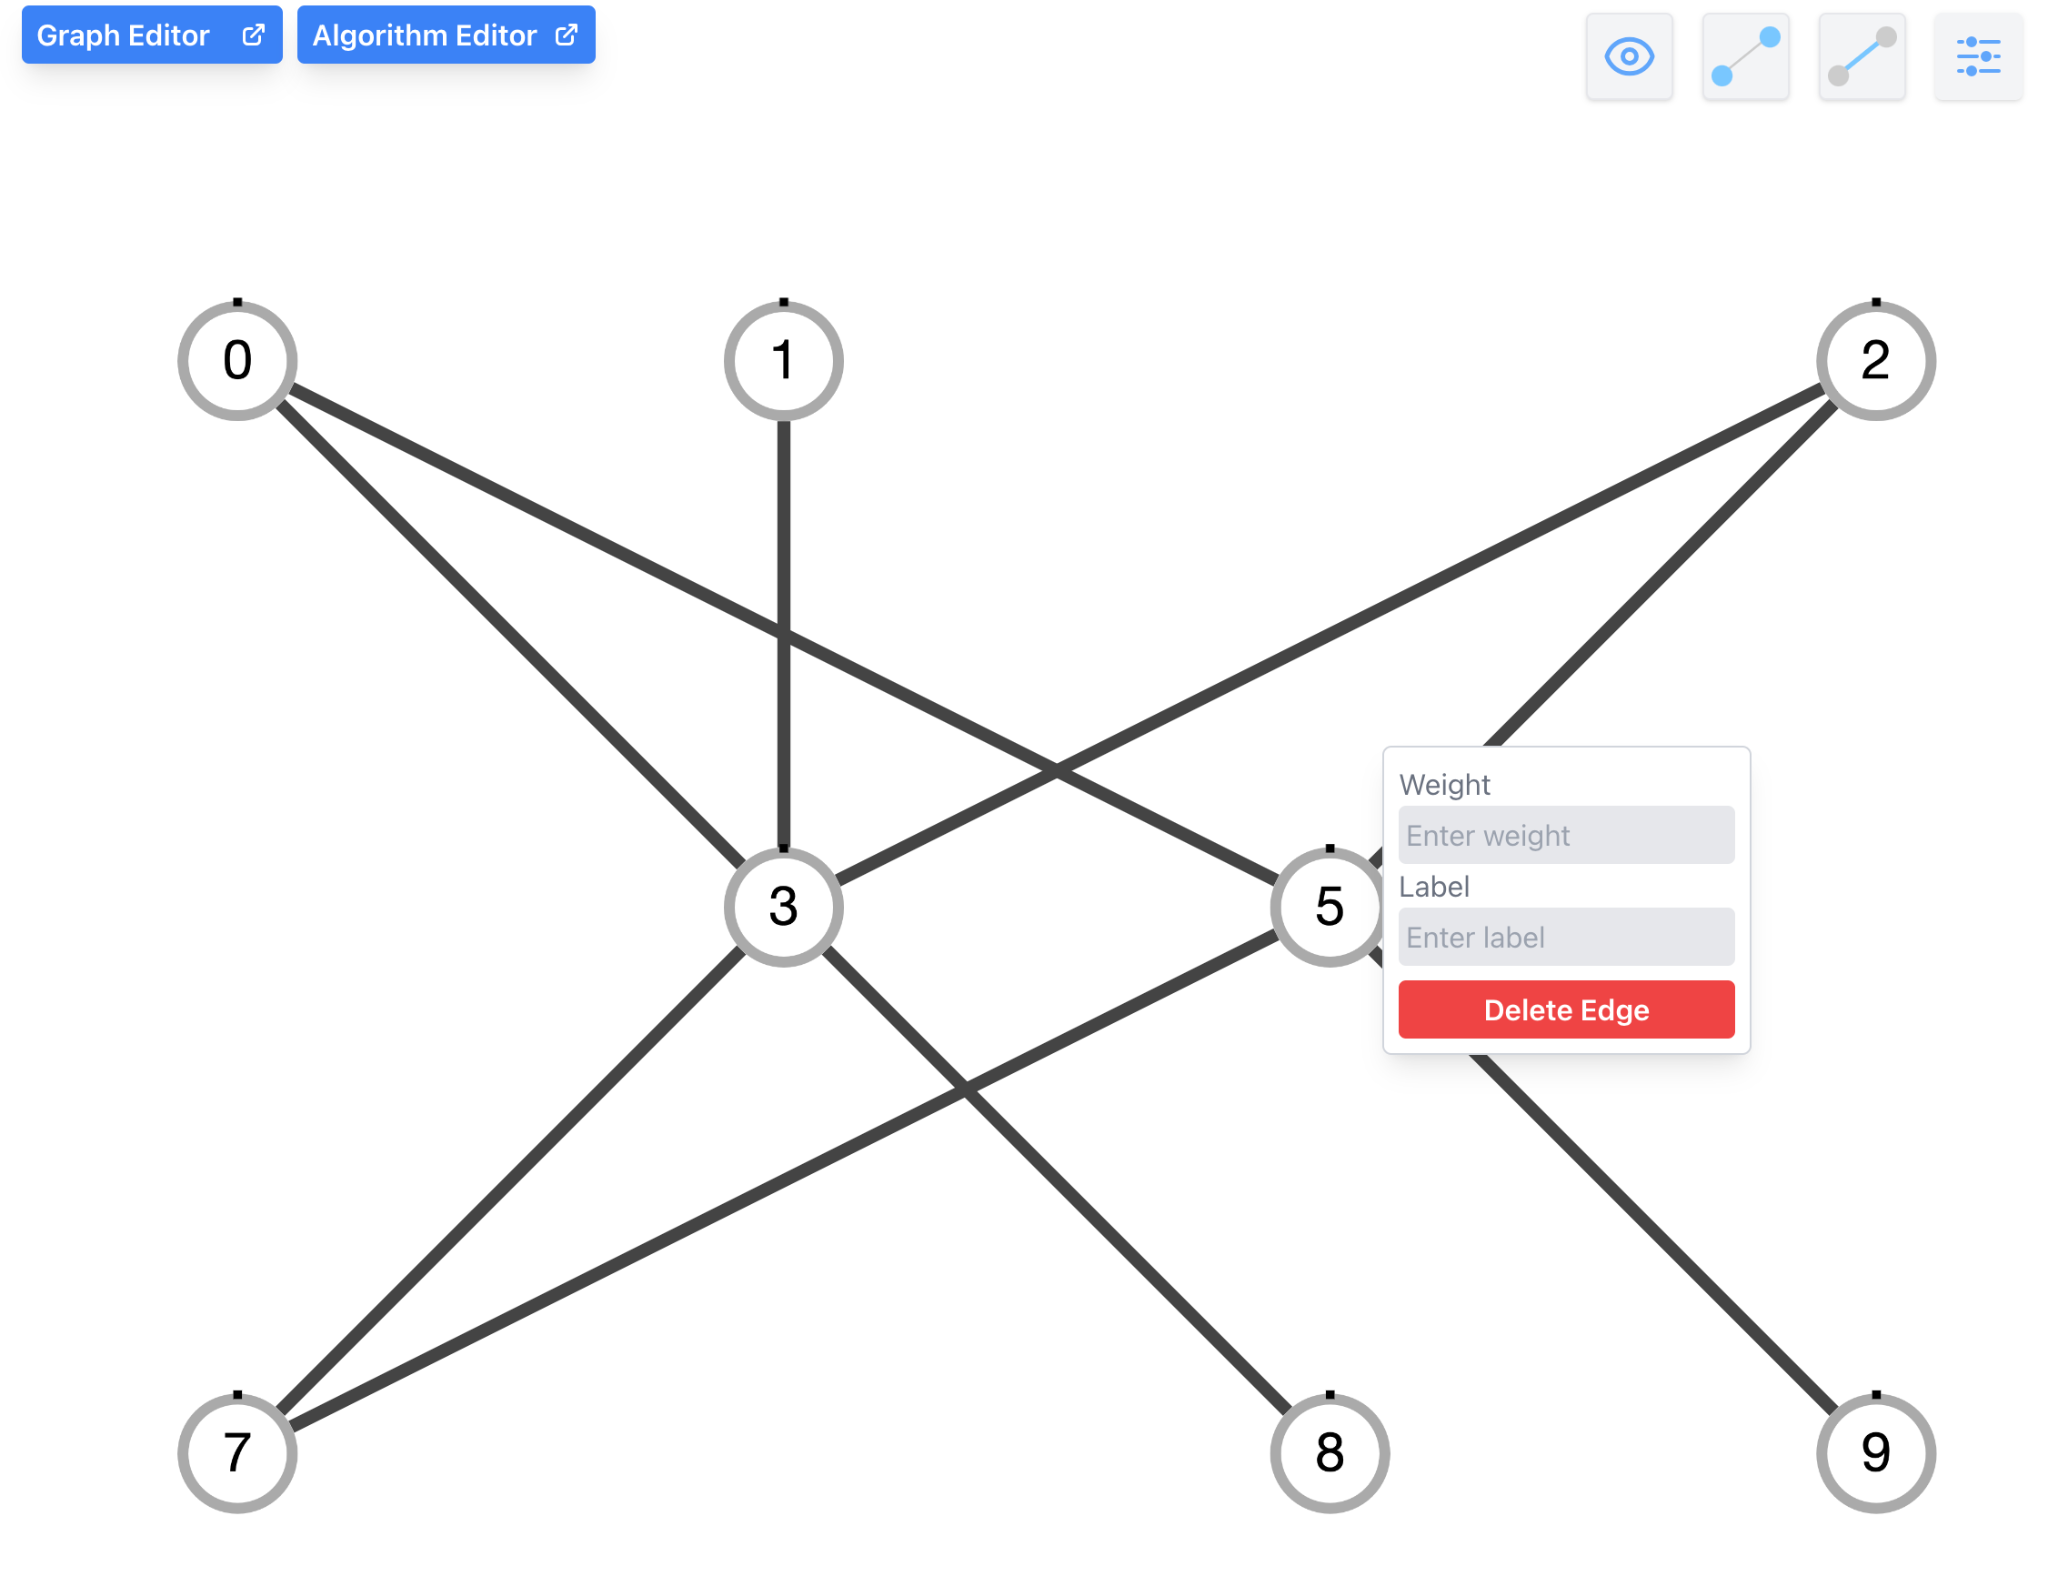 Graph Editor
Algorithm Editor
0
1
2
3
5
Weight
Enter weight
Label
Enter label
Delete Edge
7
8
9